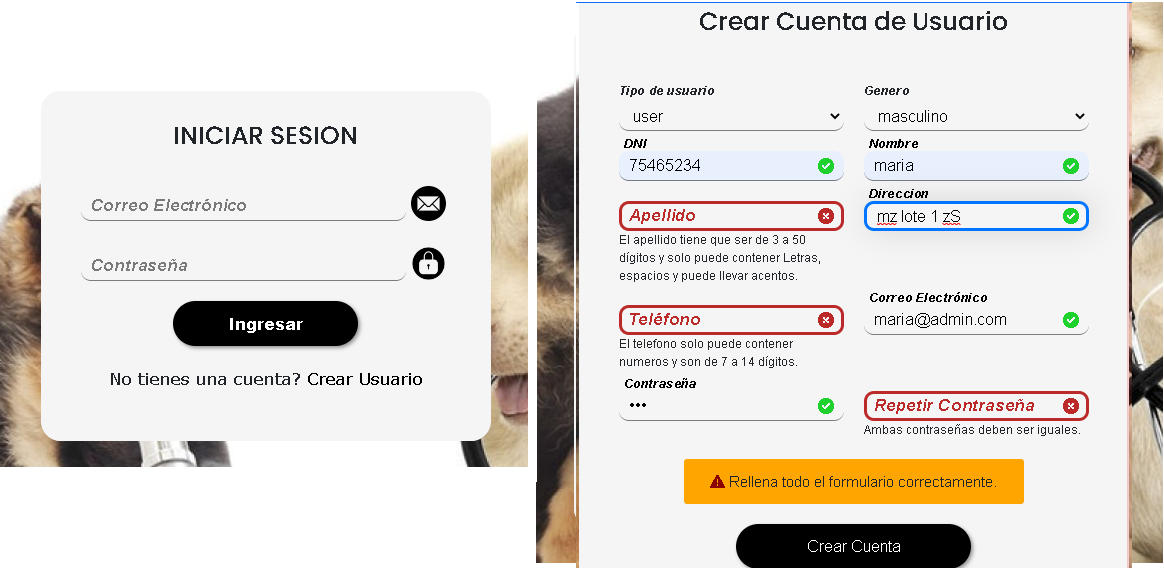 INICIAR SESION
Correo Electrónico
Contraseña
Ingresar
No tienes una cuenta? Crear Usuario
Crear Cuenta de Usuario
Tipo de usuario
user
Genero
masculino
DNI
75465234
Nombre
maria
Apellido
El apellido tiene que ser de 3 a 50
dígitos y solo puede contener Letras,
espacios y puede llevar acentos.
Direccion
mz lote 1 zS
Teléfono
El telefono solo puede contener
numeros y son de 7 a 14 dígitos.
Correo Electrónico
maria@admin.com
Contraseña
•••
Repetir Contraseña
Ambas contraseñas deben ser iguales.
Rellena todo el formulario correctamente.
Crear Cuenta